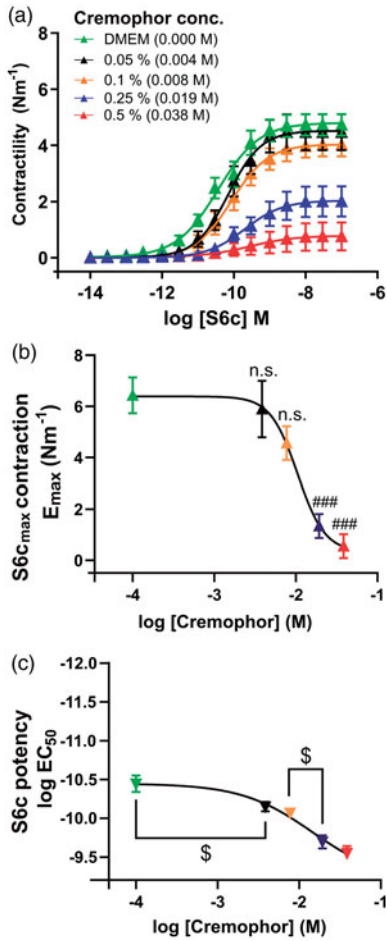 (a)
Cremophor conc.
DMEM (0.000 M)
0.05 % (0.004 M)
0.1 % (0.008 M)
0.25 % (0.019 M)
0.5 % (0.038 M)
Contractility (Nm⁻¹)
6
4
2
0
-14 -12 -10 -8 -6
log [S6c] M
(b)
S6cmax contraction
Emax (Nm⁻¹)
8
6
4
2
0
n.s.
n.s.
###
###
-4 -3 -2 -1
log [Cremophor] (M)
(c)
S6c potency
log EC50
-12.0
-11.5
-11.0
-10.5
-10.0
-9.5
$
$
-4 -3 -2 -1
log [Cremophor] (M)